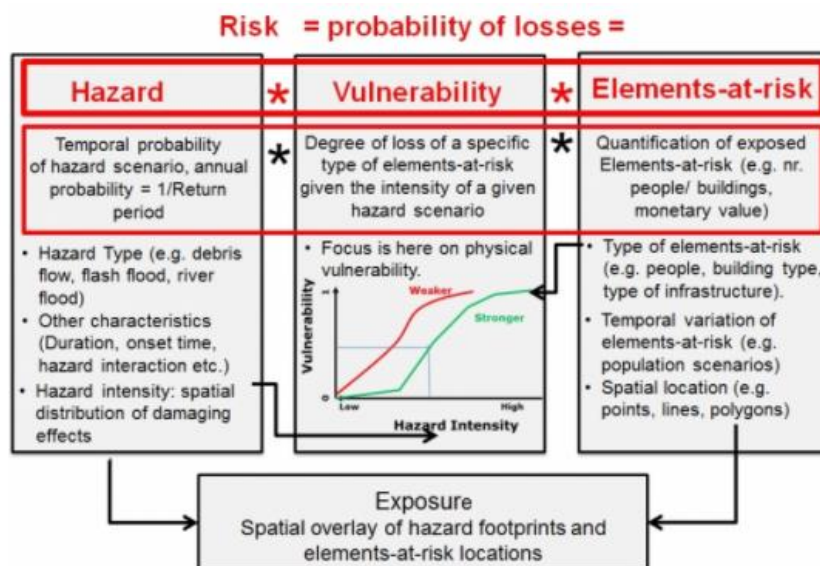 Risk = probability of losses =
Hazard * Vulnerability * Elements-at-risk
Temporal probability
of hazard scenario, annual
probability = 1/Return
period
*
Degree of loss of a specific
type of elements-at-risk
given the intensity of a given
hazard scenario
*
Quantification of exposed
Elements-at-risk (e.g. nr.
people/ buildings,
monetary value)
• Hazard Type (e.g. debris
flow, flash flood, river
flood)
• Other characteristics
(Duration, onset time,
hazard interaction etc.)
• Hazard intensity: spatial
distribution of damaging
effects
• Focus is here on physical
vulnerability.
Weaker
Stronger
Vulnerability
Low
High
Hazard Intensity
• Type of elements-at-risk
(e.g. people, building type,
type of infrastructure).
• Temporal variation of
elements-at-risk (e.g.
population scenarios)
• Spatial location (e.g.
points, lines, polygons)
Exposure
Spatial overlay of hazard footprints and
elements-at-risk locations